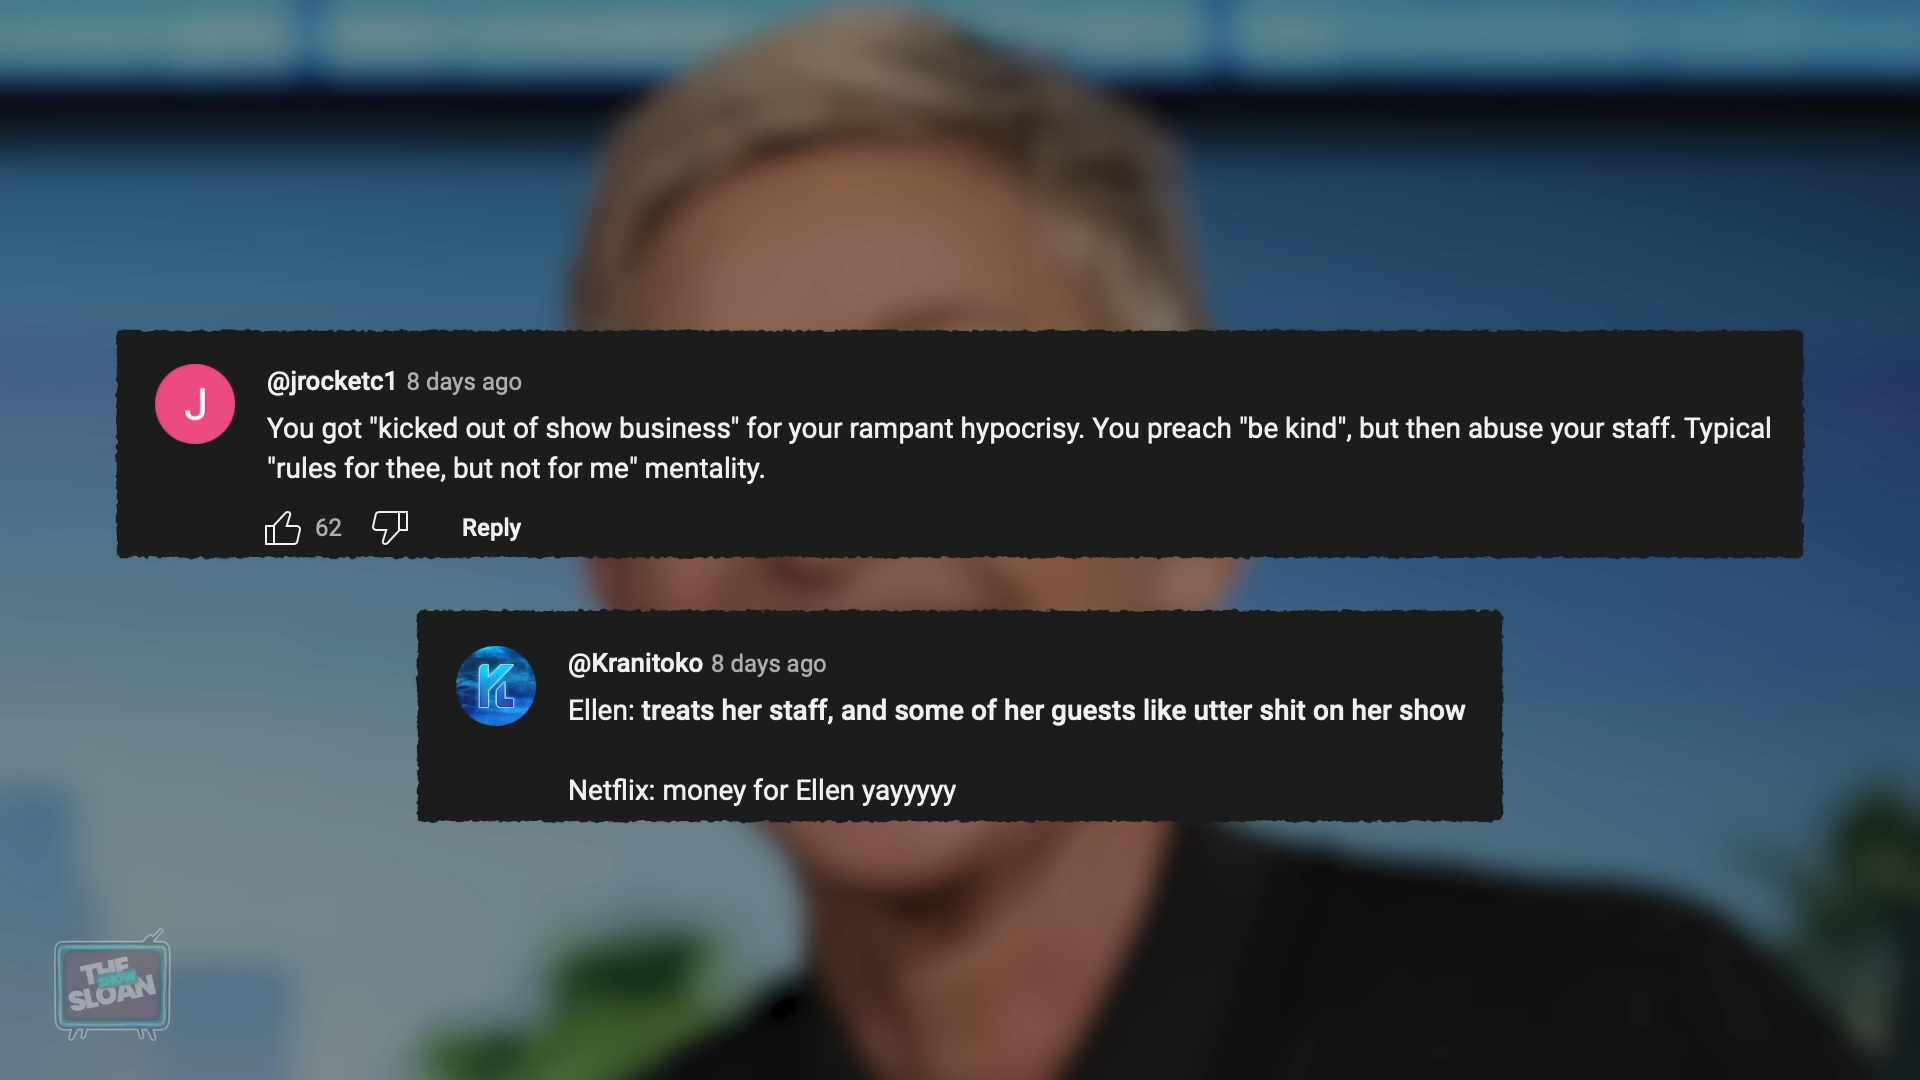 @jrocketc1 8 days ago
You got "kicked out of show business" for your rampant hypocrisy. You preach "be kind", but then abuse your staff. Typical
"rules for thee, but not for me" mentality.
62
Reply
@Kranitoko 8 days ago
Ellen: treats her staff, and some of her guests like utter shit on her show
Netflix: money for Ellen yayyyyy
J
KL
THE
SHOW
SLOAN